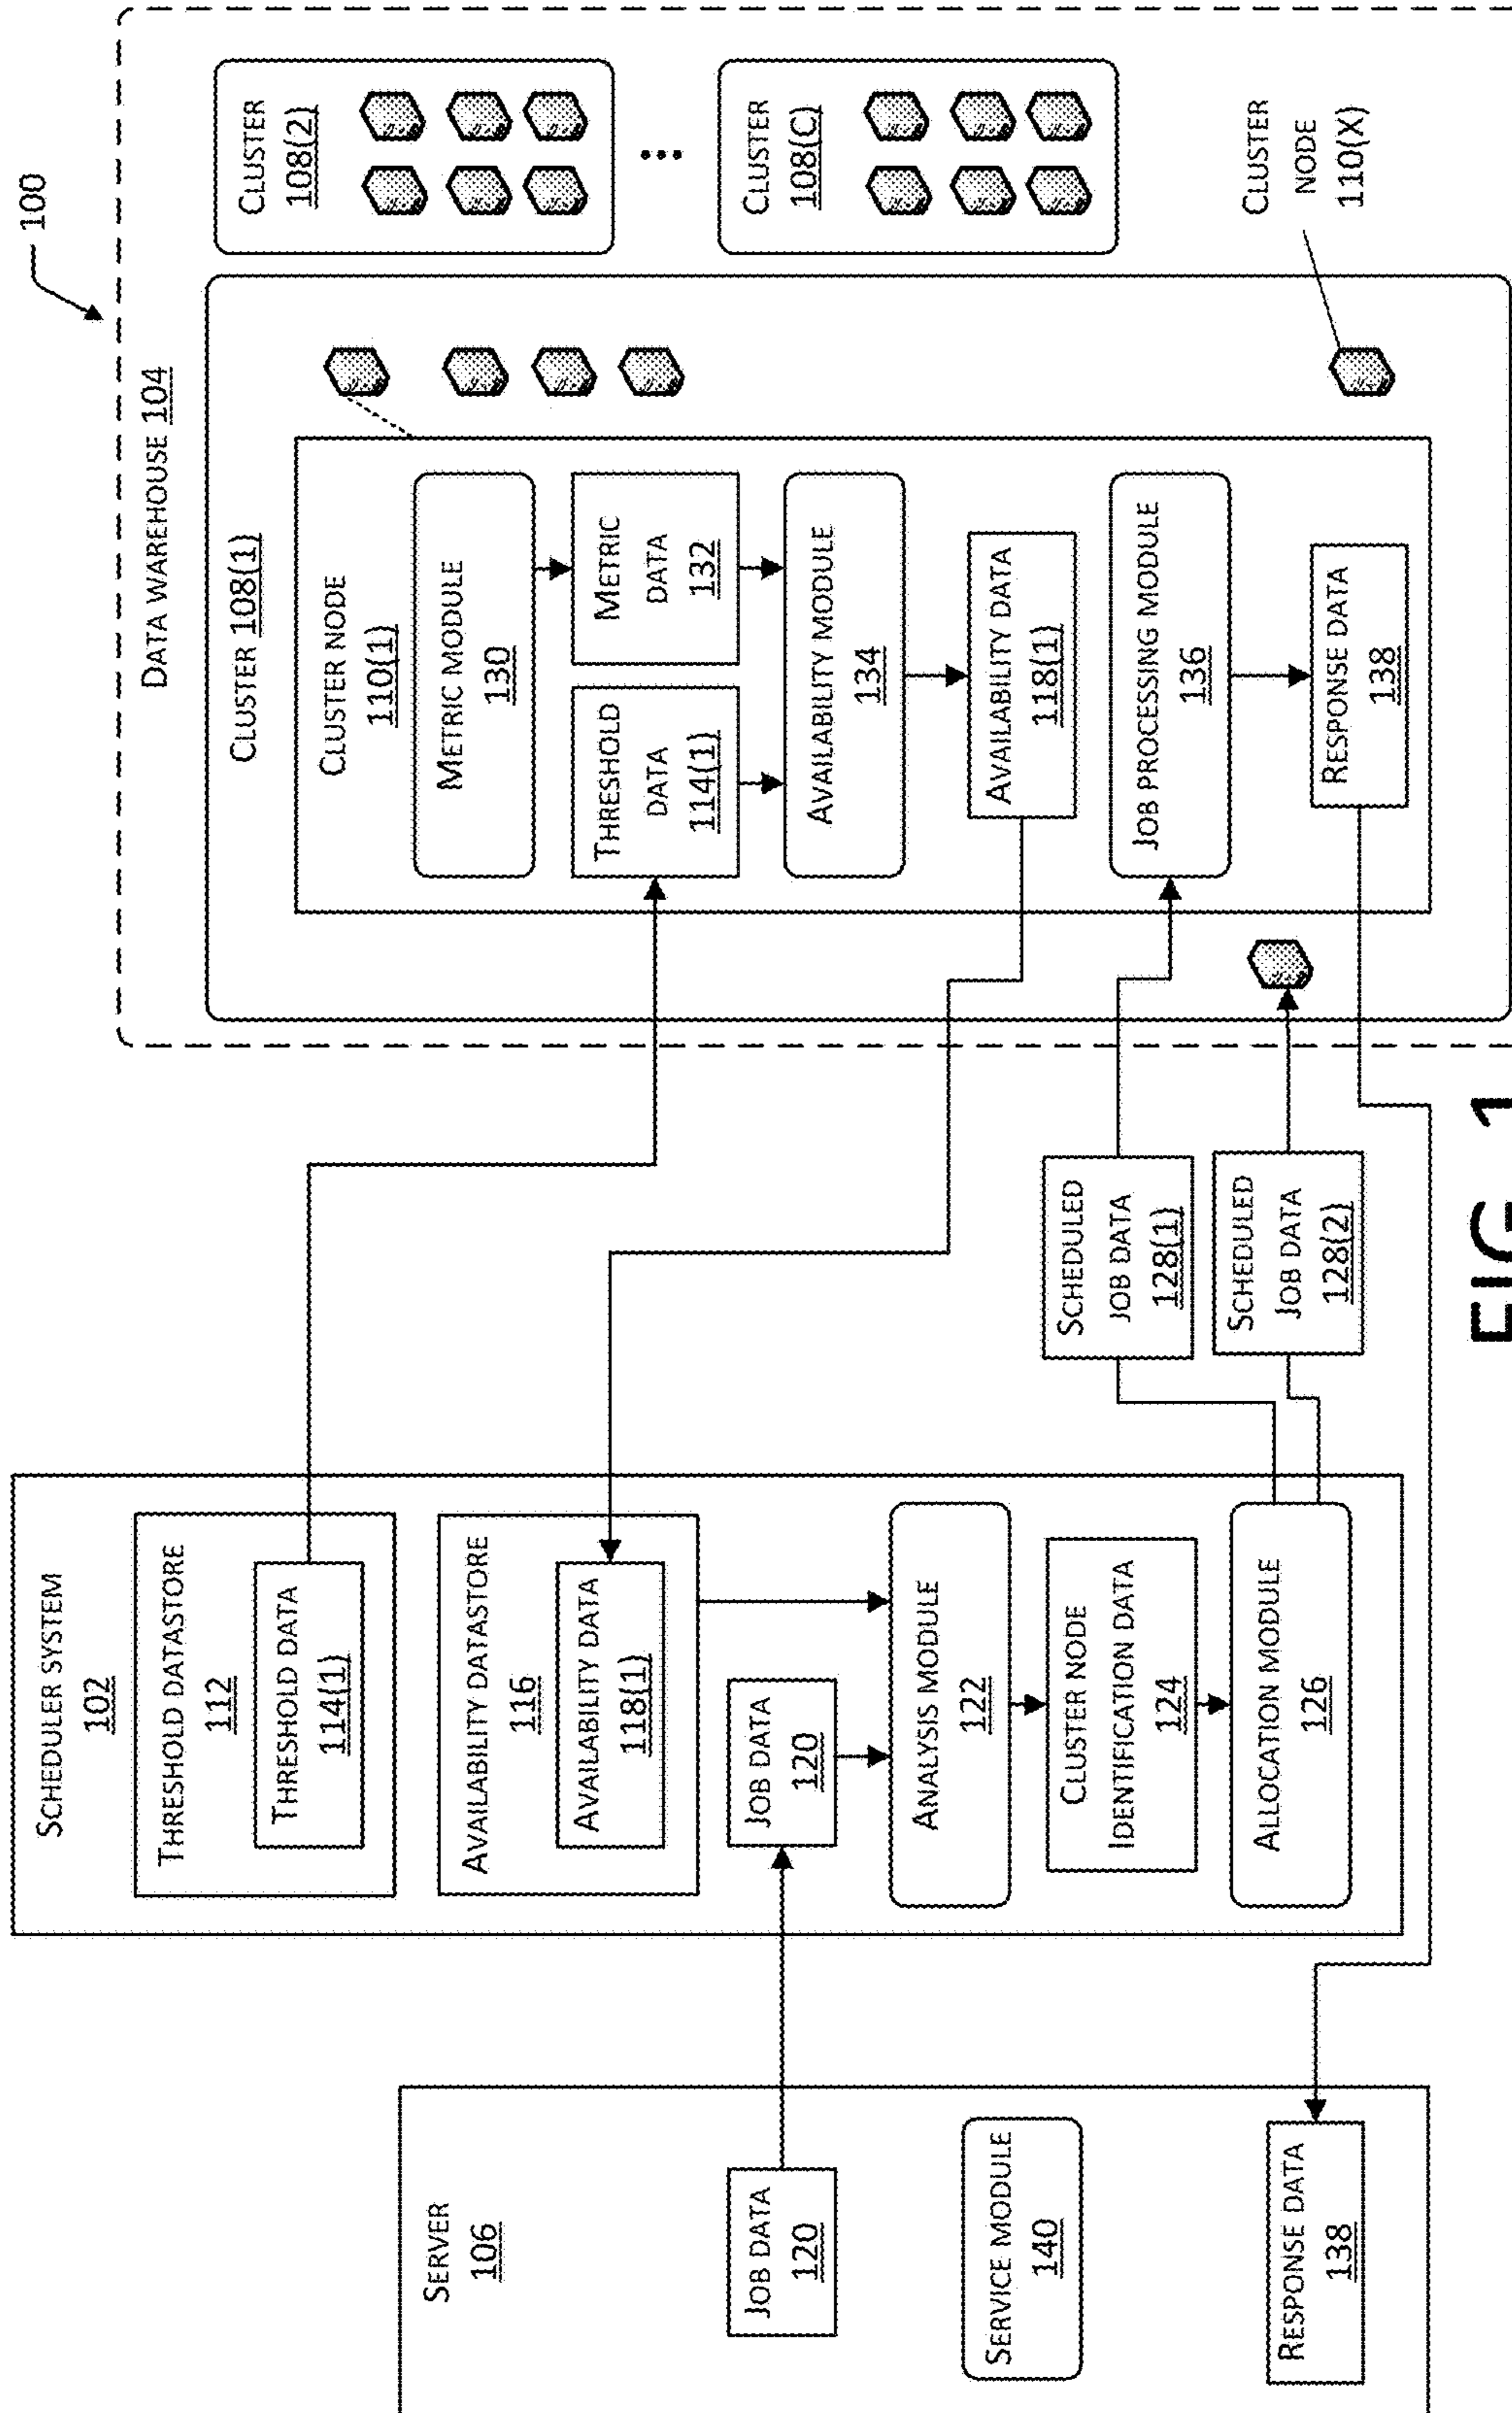 100
SERVER
106
JOB DATA
120
SERVICE MODULE
140
RESPONSE DATA
138
SCHEDULER SYSTEM
102
THRESHOLD DATASTORE
112
THRESHOLD DATA
114(1)
AVAILABILITY DATASTORE
116
AVAILABILITY DATA
118(1)
JOB DATA
120
ANALYSIS MODULE
122
CLUSTER NODE
IDENTIFICATION DATA
124
ALLOCATION MODULE
126
SCHEDULED
JOB DATA
128(1)
SCHEDULED
JOB DATA
128(2)
DATA WAREHOUSE 104
CLUSTER 108(1)
CLUSTER NODE
110(1)
METRIC MODULE
130
THRESHOLD
DATA
114(1)
METRIC
DATA
132
AVAILABILITY MODULE
134
AVAILABILITY DATA
118(1)
JOB PROCESSING MODULE
136
RESPONSE DATA
138
CLUSTER
108(2)
...
CLUSTER
108(C)
CLUSTER
NODE
110(X)
FIG. 1